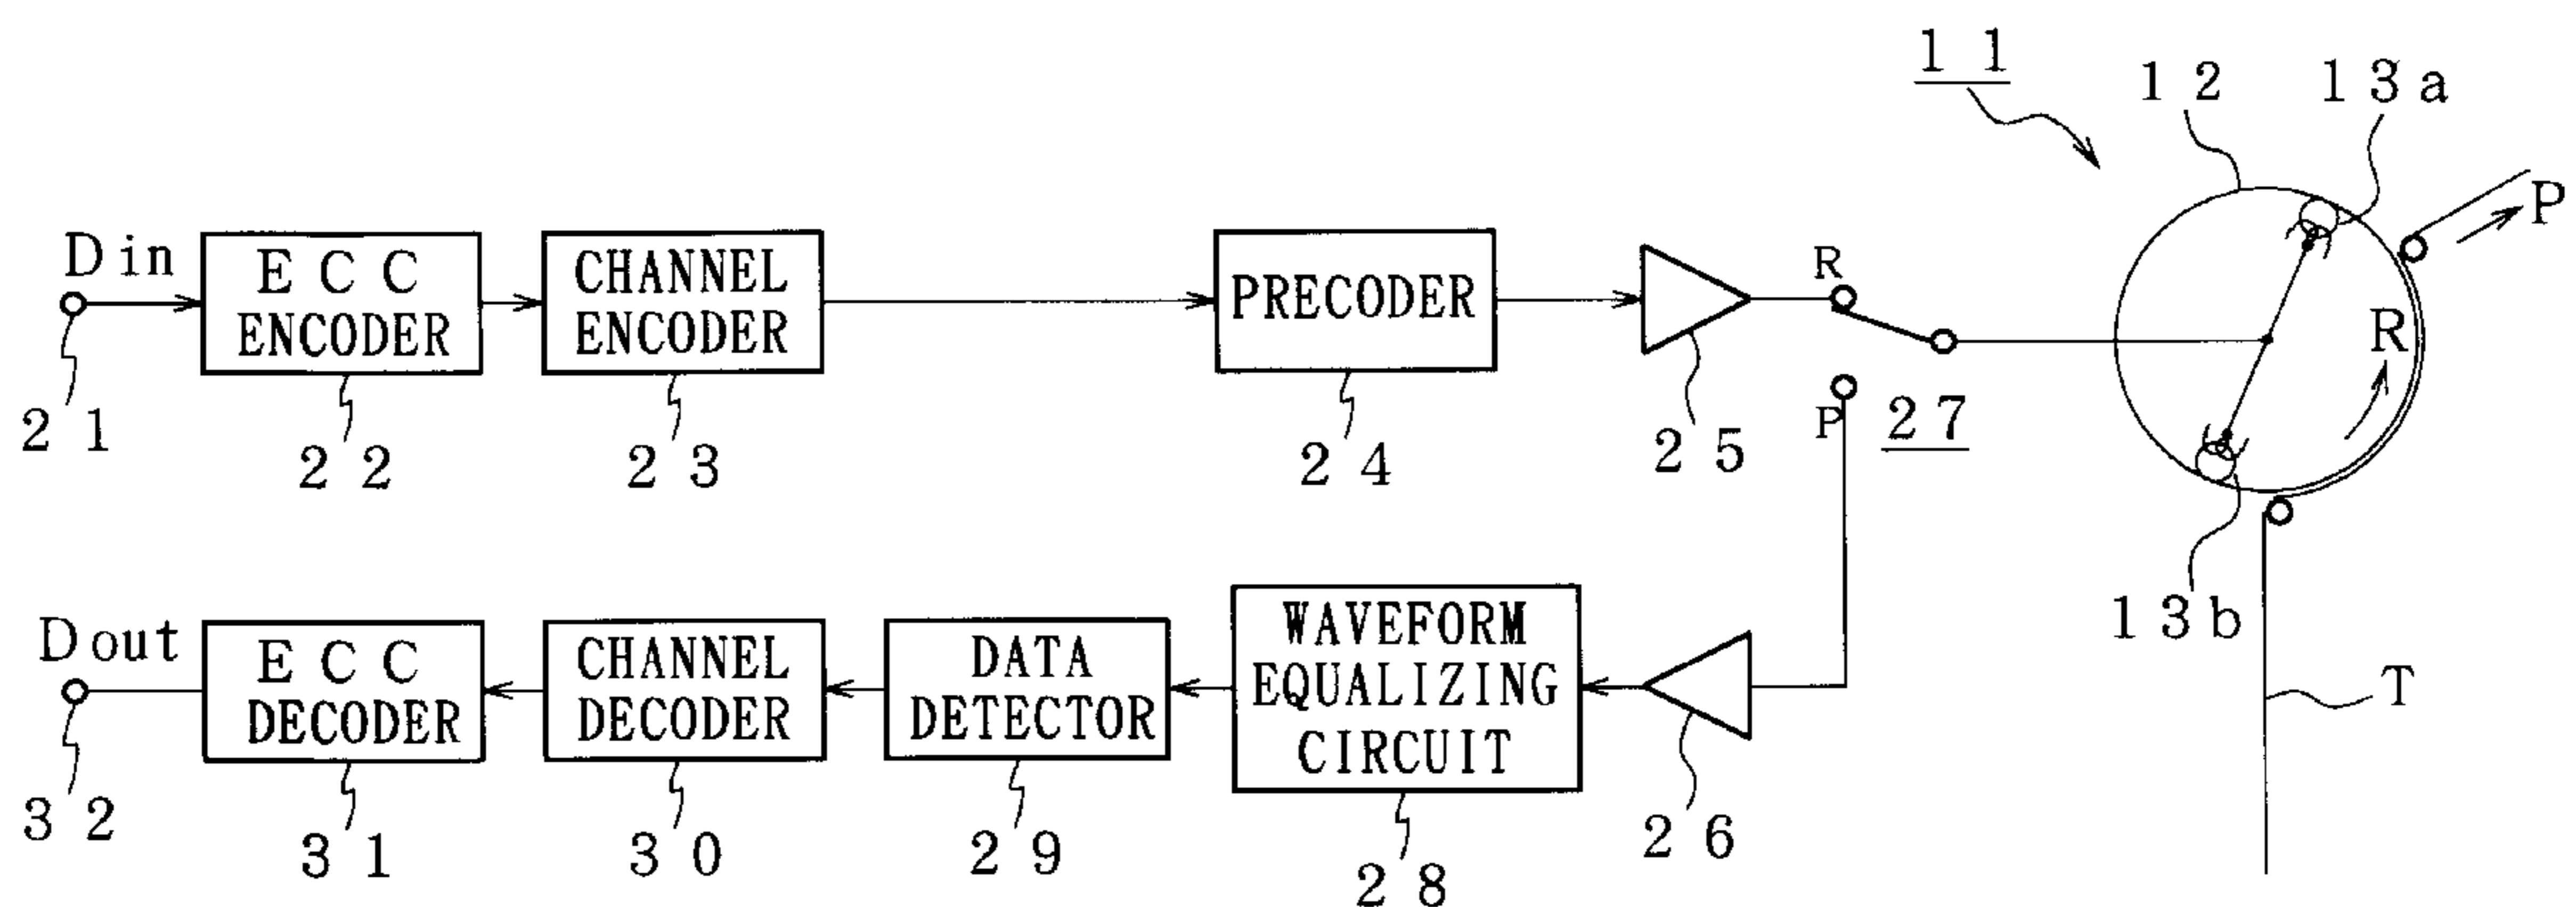 11
12
13a
P
Din
ECC
ENCODER
CHANNEL
ENCODER
PRECODER
R
R
21
22
23
24
25
P
27
13b
Dout
ECC
DECODER
CHANNEL
DECODER
DATA
DETECTOR
WAVEFORM
EQUALIZING
CIRCUIT
T
32
31
30
29
28
26